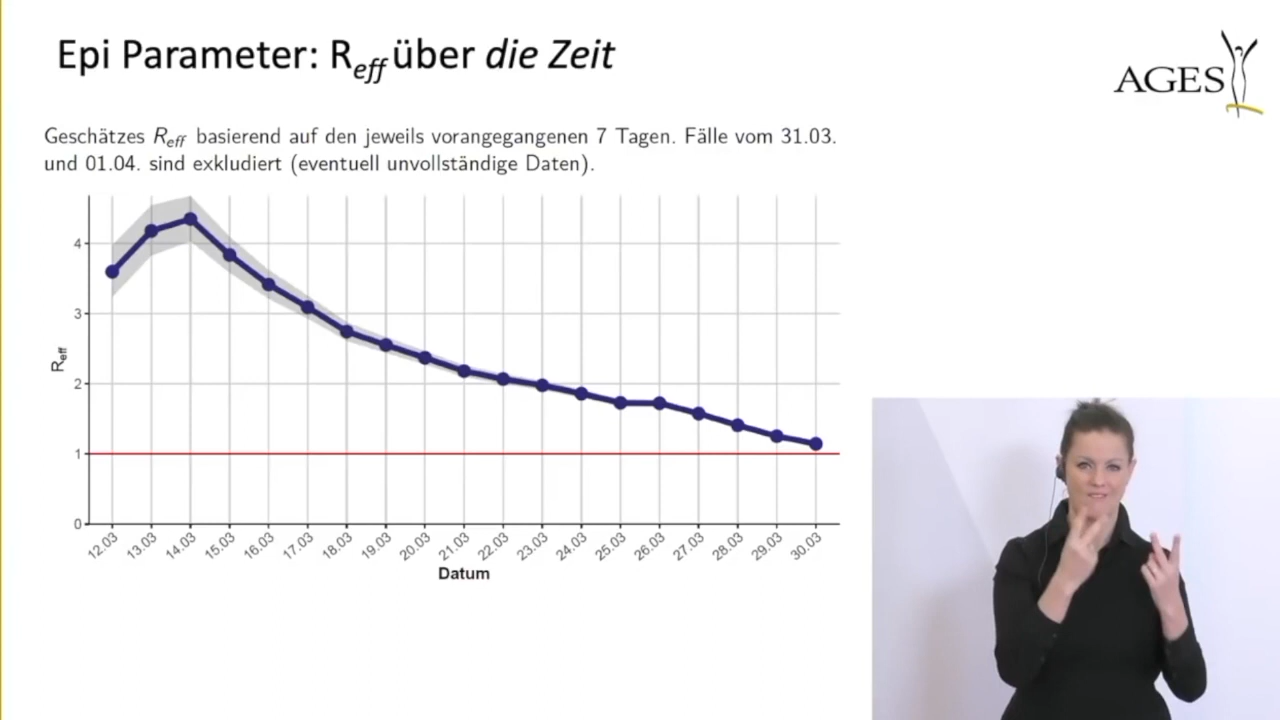 Epi Parameter: Reff über die Zeit
AGES
Geschätzes Reff basierend auf den jeweils vorangegangenen 7 Tagen. Fälle vom 31.03.
und 01.04. sind exkludiert (eventuell unvollständige Daten).
4
3
2
1
0
Reff
12.03 13.03 14.03 15.03 16.03 17.03 18.03 19.03 20.03 21.03 22.03 23.03 24.03 25.03 26.03 27.03 28.03 29.03 30.03
Datum